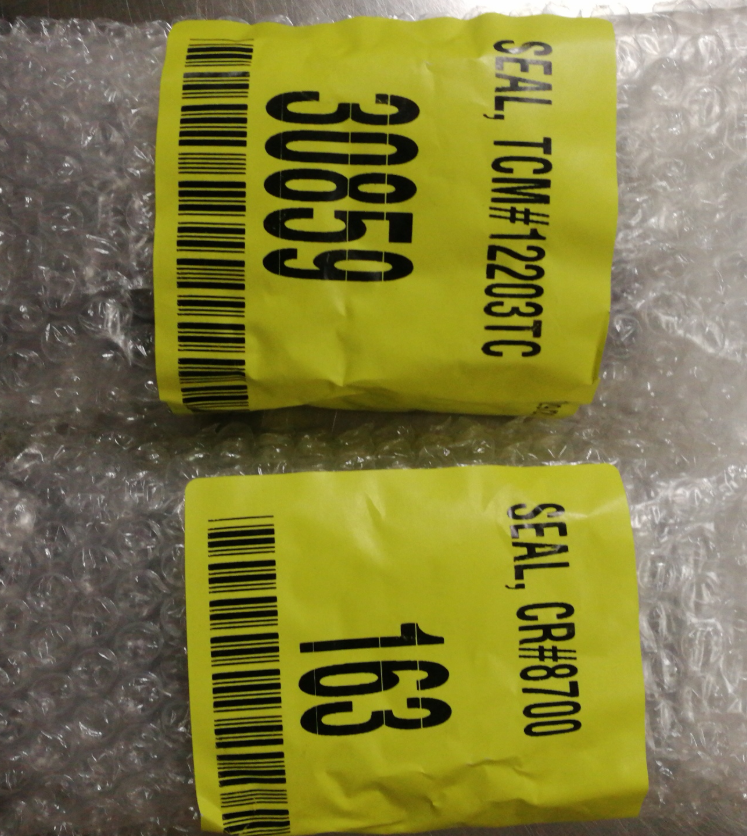 SEAL, TCM#12203TC
30859
SEAL, CR#8700
163